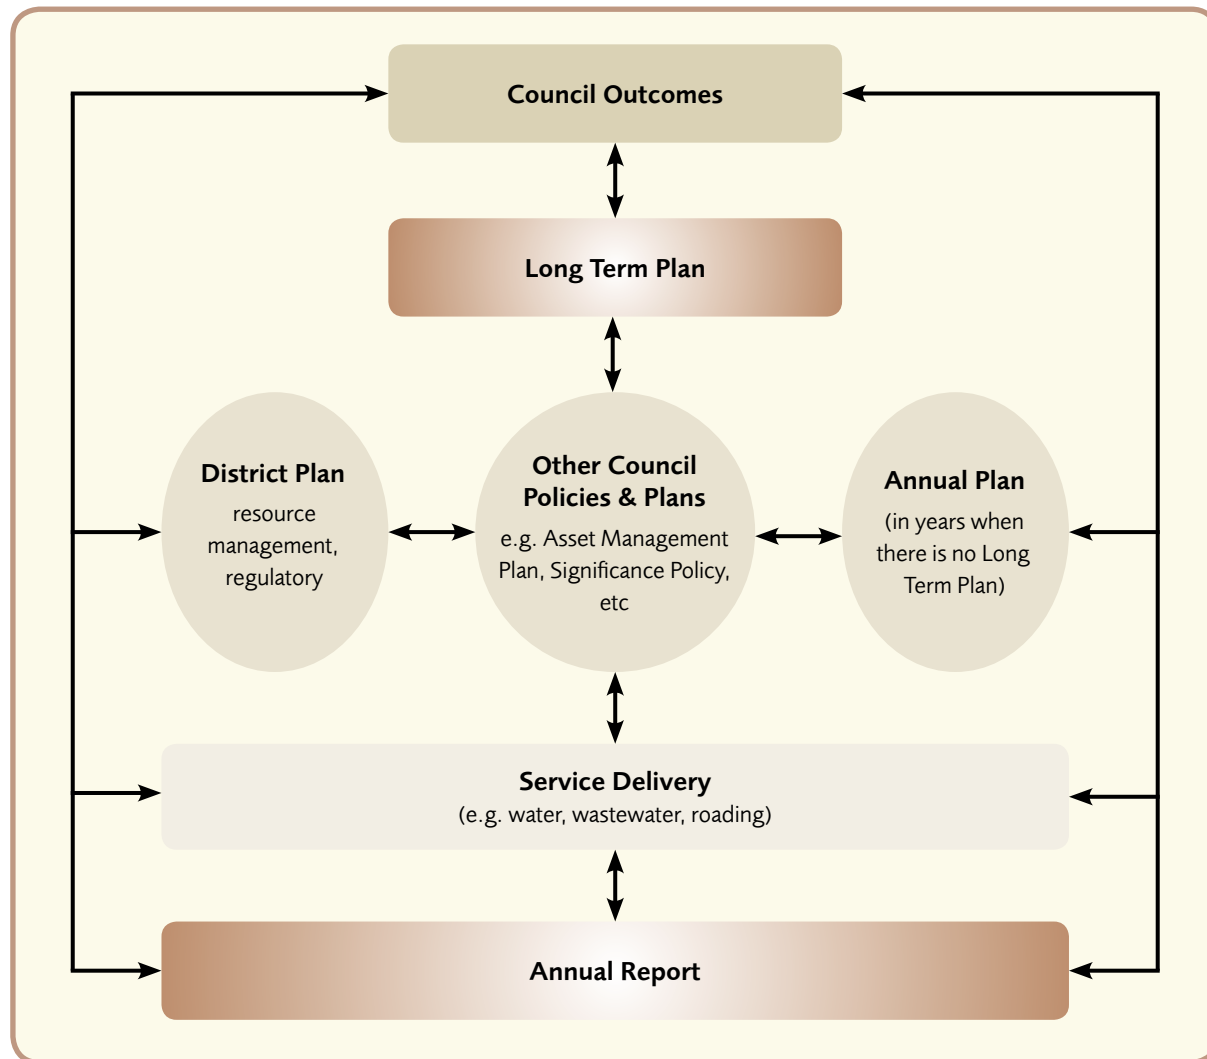 Council Outcomes
Long Term Plan
District Plan
resource
management,
regulatory
Other Council
Policies & Plans
e.g. Asset Management
Plan, Significance Policy,
etc
Annual Plan
(in years when
there is no Long
Term Plan)
Service Delivery
(e.g. water, wastewater, roading)
Annual Report